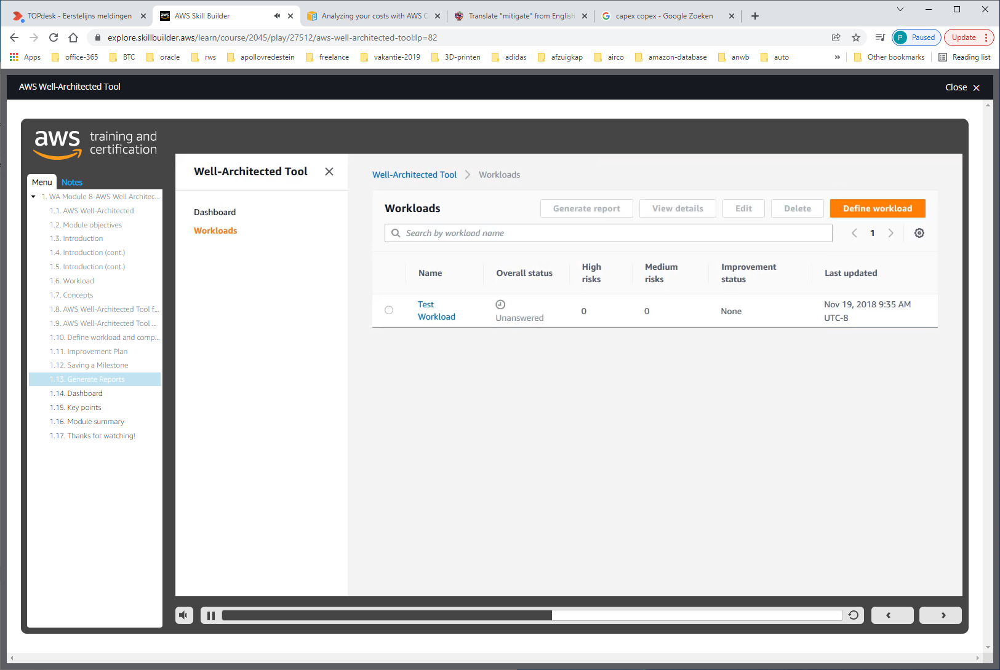 TOPdesk - Eerstelijns meldingen
AWS Skill Builder
Analyzing your costs with AWS C
Translate "mitigate" from English
capex copex - Google Zoeken
explore.skillbuilder.aws/learn/course/2045/play/27512/aws-well-architected-tool;lp=82
P Paused
Update
Apps
office-365
BTC
oracle
rws
apollovredestein
freelance
vakantie-2019
3D-printen
adidas
afzuigkap
airco
amazon-database
anwb
auto
»
Other bookmarks
Reading list
AWS Well-Architected Tool
Close
aws training and certification
Menu
Notes
1. WA Module 8-AWS Well Architec...
1.1. AWS Well-Architected
1.2. Module objectives
1.3. Introduction
1.4. Introduction (cont.)
1.5. Introduction (cont.)
1.6. Workload
1.7. Concepts
1.8. AWS Well-Architected Tool f...
1.9. AWS Well-Architected Tool ...
1.10. Define workload and comp...
1.11. Improvement Plan
1.12. Saving a Milestone
1.13. Generate Reports
1.14. Dashboard
1.15. Key points
1.16. Module summary
1.17. Thanks for watching!
Well-Architected Tool
Dashboard
Workloads
Well-Architected Tool > Workloads
Workloads
Generate report
View details
Edit
Delete
Define workload
Search by workload name
1
Name
Overall status
High risks
Medium risks
Improvement status
Last updated
Test Workload
Unanswered
0
0
None
Nov 19, 2018 9:35 AM UTC-8